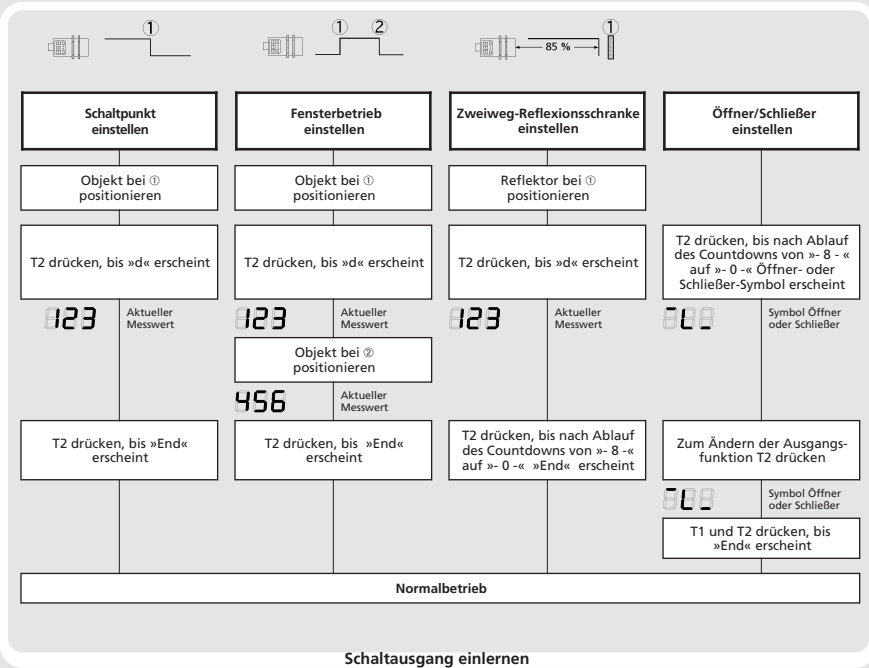 ①
① ②
①
85 %
Schaltpunkt
einstellen
Objekt bei ①
positionieren
T2 drücken, bis »d« erscheint
123
Aktueller
Messwert
T2 drücken, bis »End«
erscheint
Fensterbetrieb
einstellen
Objekt bei ①
positionieren
T2 drücken, bis »d« erscheint
123
Aktueller
Messwert
Objekt bei ②
positionieren
456
Aktueller
Messwert
T2 drücken, bis »End«
erscheint
Zweiweg-Reflexionsschranke
einstellen
Reflektor bei ①
positionieren
T2 drücken, bis »d« erscheint
123
Aktueller
Messwert
T2 drücken, bis nach Ablauf
des Countdowns von »- 8 -«
auf »- 0 -« »End« erscheint
Öffner/Schließer
einstellen
T2 drücken, bis nach Ablauf
des Countdowns von »- 8 - «
auf »- 0 -« Öffner- oder
Schließer-Symbol erscheint
Symbol Öffner
oder Schließer
Zum Ändern der Ausgangs-
funktion T2 drücken
Symbol Öffner
oder Schließer
T1 und T2 drücken, bis
»End« erscheint
Normalbetrieb
Schaltausgang einlernen